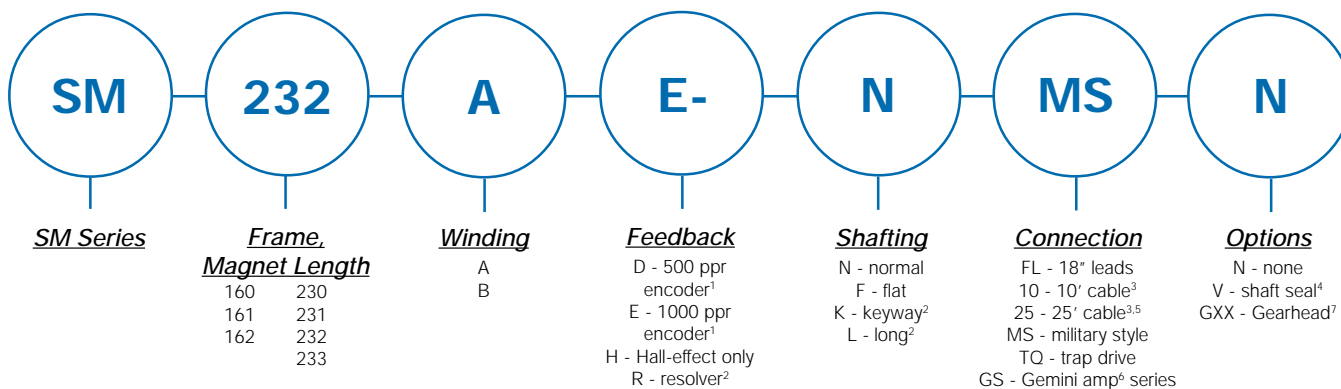 SM 232 A E- N MS N
SM Series
Frame,
Magnet Length
160 230
161 231
162 232
233
Winding
A
B
Feedback
D - 500 ppr
encoder¹
E - 1000 ppr
encoder¹
H - Hall-effect only
R - resolver²
Shafting
N - normal
F - flat
K - keyway²
L - long²
Connection
FL - 18" leads
10 - 10' cable³
25 - 25' cable³,⁵
MS - military style
TQ - trap drive
GS - Gemini amp⁶ series
Options
N - none
V - shaft seal⁴
GXX - Gearhead⁷